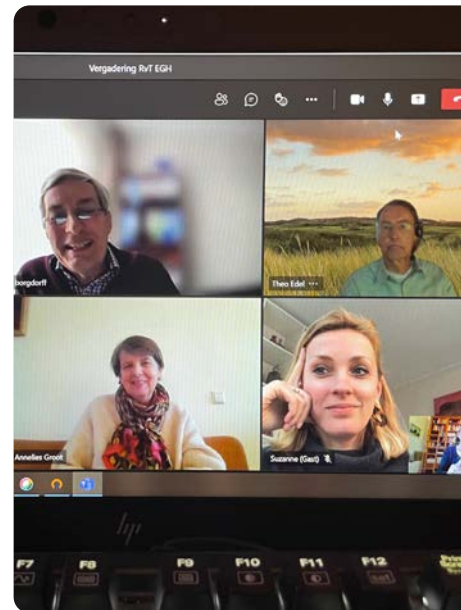 Vergadering RvT EGH
borgdorff
Theo Edel
Annelies Groot
Suzanne (Gast)
hp
F7
F8
F9
F10
F11
F12